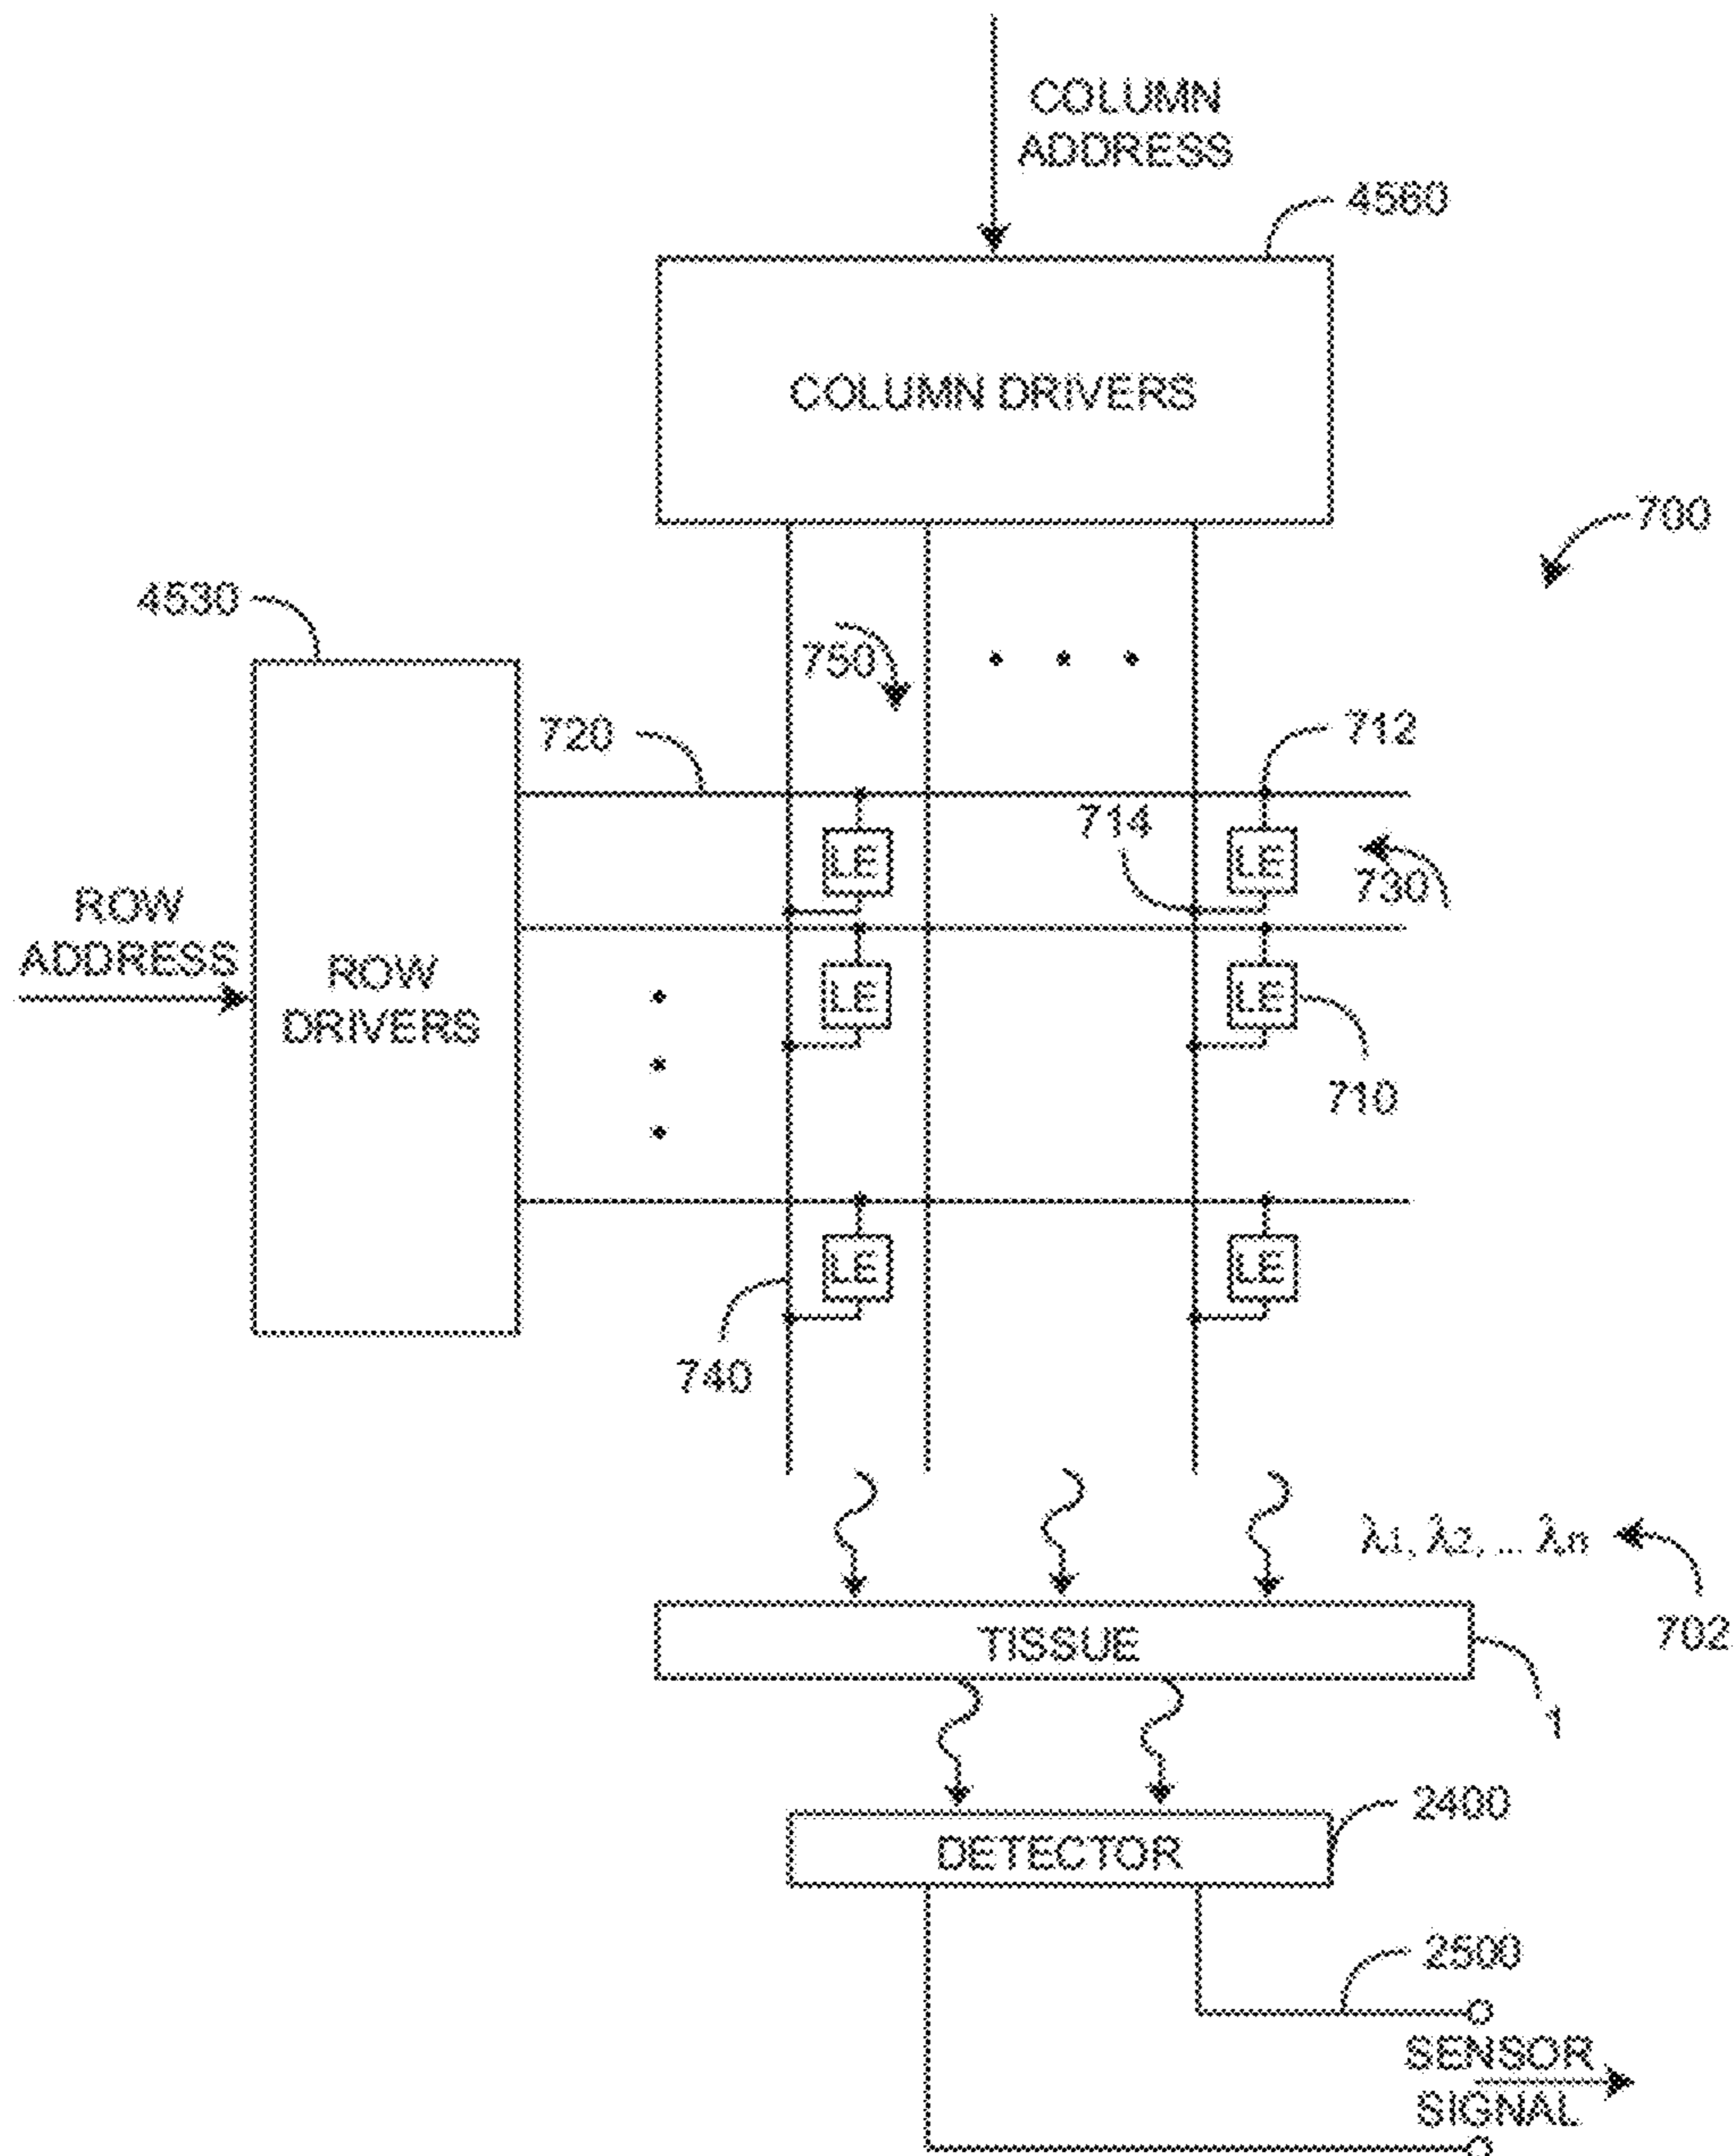 COLUMN
ADDRESS
4560
COLUMN DRIVERS
700
4530
750
720
712
714
LE
LE
730
ROW
ADDRESS
ROW
DRIVERS
LE
LE
710
LE
LE
740
λ1, λ2, ... λn
702
TISSUE
1
2400
DETECTOR
2500
SENSOR
SIGNAL